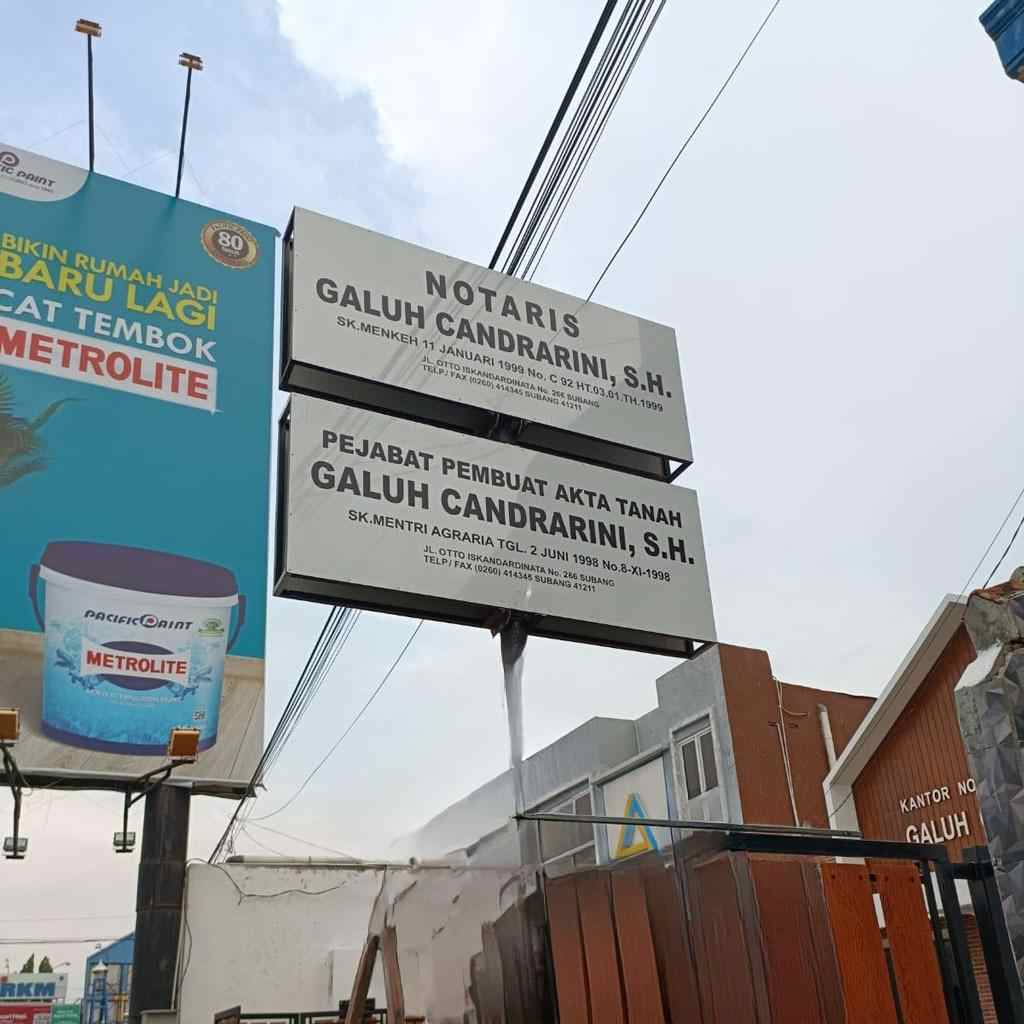 PACIFIC PAINT
80
BIKIN RUMAH JADI
BARU LAGI
CAT TEMBOK
METROLITE
PACIFIC PAINT
METROLITE
NOTARIS
GALUH CANDRARINI, S.H.
SK.MENKEH 11 JANUARI 1999 No. C 92 HT.03.01.TH.1999
JL. OTTO ISKANDARDINATA No. 266 SUBANG
TELP./ FAX (0260) 414345 SUBANG 41211
PEJABAT PEMBUAT AKTA TANAH
GALUH CANDRARINI, S.H.
SK.MENTRI AGRARIA TGL. 2 JUNI 1998 No.8-XI-1998
JL. OTTO ISKANDARDINATA No. 266 SUBANG
TELP./ FAX (0260) 414345 SUBANG 41211
KANTOR NO
GALUH
RKM